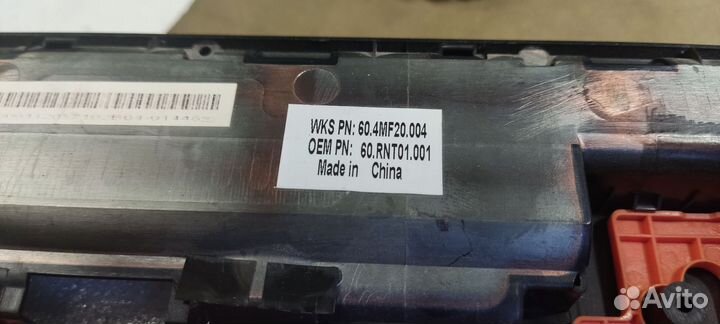 WKS PN: 60.4MF20.004
OEM PN: 60.RNT01.001
Made in China
Avito